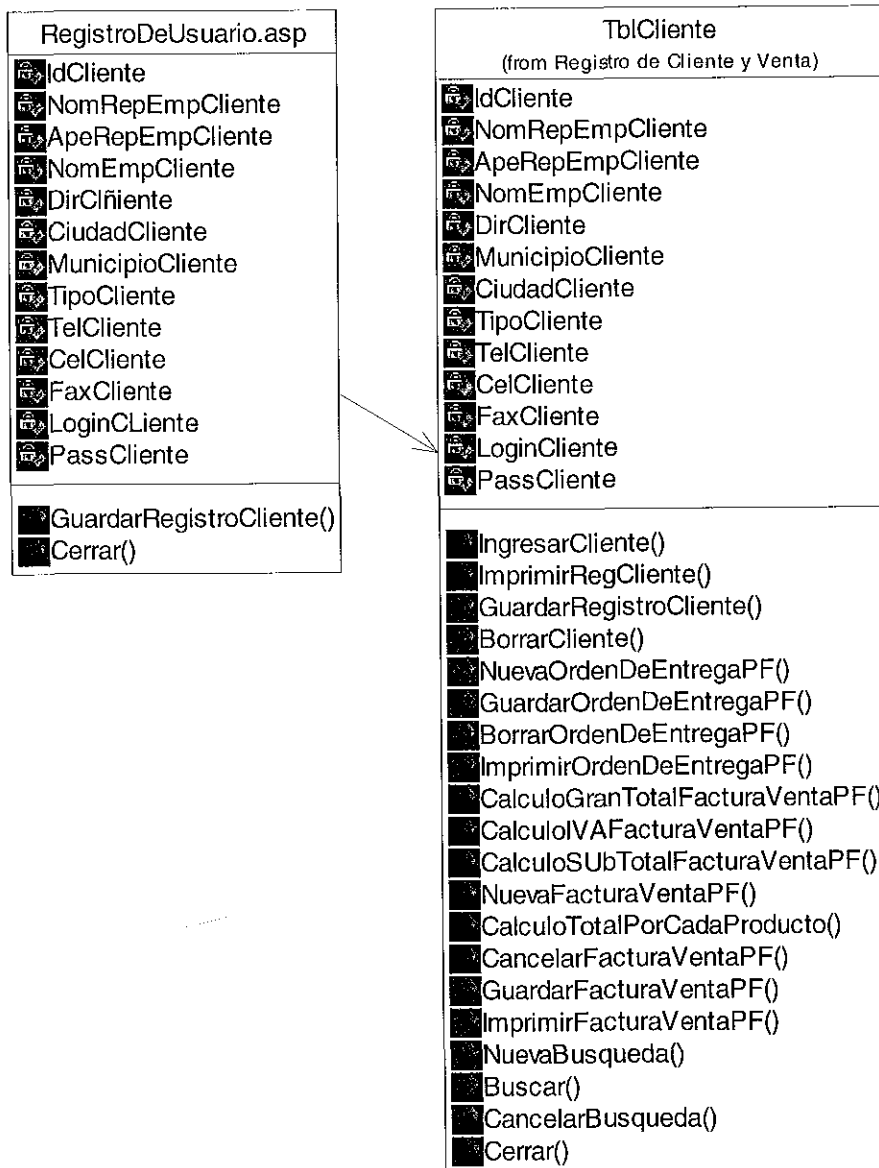 RegistroDeUsuario.asp
IdCliente
NomRepEmpCliente
ApeRepEmpCliente
NomEmpCliente
DirClñiente
CiudadCliente
MunicipioCliente
TipoCliente
TelCliente
CelCliente
FaxCliente
LoginCLiente
PassCliente
GuardarRegistroCliente()
Cerrar()
TblCliente
(from Registro de Cliente y Venta)
IdCliente
NomRepEmpCliente
ApeRepEmpCliente
NomEmpCliente
DirCliente
MunicipioCliente
CiudadCliente
TipoCliente
TelCliente
CelCliente
FaxCliente
LoginCliente
PassCliente
IngresarCliente()
ImprimirRegCliente()
GuardarRegistroCliente()
BorrarCliente()
NuevaOrdenDeEntregaPF()
GuardarOrdenDeEntregaPF()
BorrarOrdenDeEntregaPF()
ImprimirOrdenDeEntregaPF()
CalculoGranTotalFacturaVentaPF()
CalculoIVAFacturaVentaPF()
CalculoSUbTotalFacturaVentaPF()
NuevaFacturaVentaPF()
CalculoTotalPorCadaProducto()
CancelarFacturaVentaPF()
GuardarFacturaVentaPF()
ImprimirFacturaVentaPF()
NuevaBusqueda()
Buscar()
CancelarBusqueda()
Cerrar()